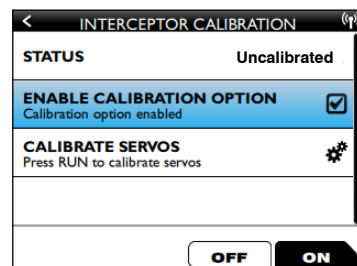 INTERCEPTOR CALIBRATION
STATUS Uncalibrated
ENABLE CALIBRATION OPTION
Calibration option enabled
CALIBRATE SERVOS
Press RUN to calibrate servos
OFF ON